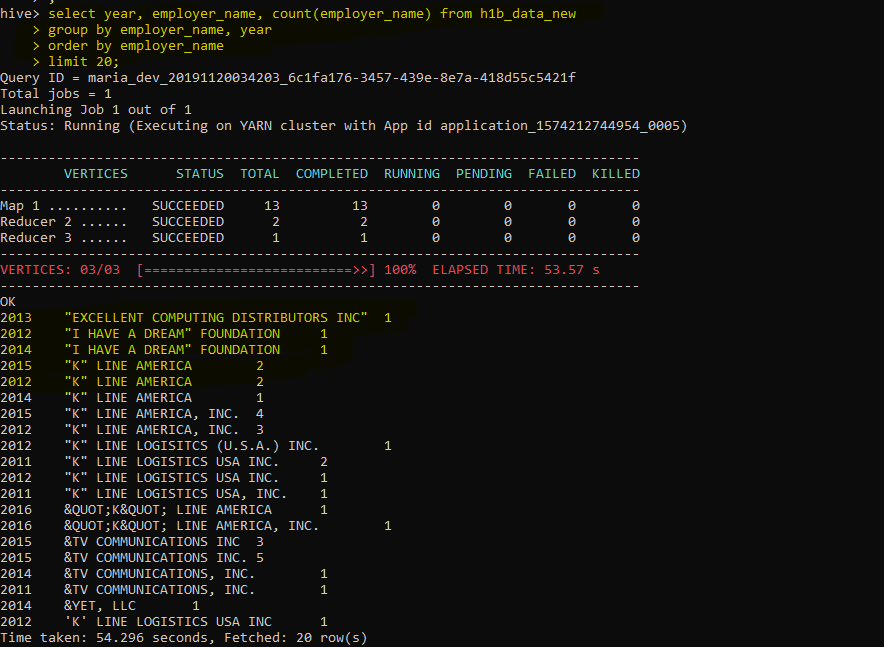 hive> select year, employer_name, count(employer_name) from h1b_data_new
    > group by employer_name, year
    > order by employer_name
    > limit 20;
Query ID = maria_dev_20191120034203_6c1fa176-3457-439e-8e7a-418d55c5421f
Total jobs = 1
Launching Job 1 out of 1
Status: Running (Executing on YARN cluster with App id application_1574212744954_0005)
--------------------------------------------------------------------------------
        VERTICES      STATUS  TOTAL  COMPLETED  RUNNING  PENDING  FAILED  KILLED
--------------------------------------------------------------------------------
Map 1 ..........   SUCCEEDED     13         13        0        0       0       0
Reducer 2 ......   SUCCEEDED      2          2        0        0       0       0
Reducer 3 ......   SUCCEEDED      1          1        0        0       0       0
--------------------------------------------------------------------------------
VERTICES: 03/03  [==========================>>] 100%  ELAPSED TIME: 53.57 s
--------------------------------------------------------------------------------
OK
2013    "EXCELLENT COMPUTING DISTRIBUTORS INC"  1
2012    "I HAVE A DREAM" FOUNDATION     1
2014    "I HAVE A DREAM" FOUNDATION     1
2015    "K" LINE AMERICA        2
2012    "K" LINE AMERICA        2
2014    "K" LINE AMERICA        1
2015    "K" LINE AMERICA, INC.  4
2012    "K" LINE AMERICA, INC.  3
2012    "K" LINE LOGISITCS (U.S.A.) INC.        1
2011    "K" LINE LOGISTICS USA INC.     2
2012    "K" LINE LOGISTICS USA INC.     1
2011    "K" LINE LOGISTICS USA, INC.    1
2016    &QUOT;K&QUOT; LINE AMERICA      1
2016    &QUOT;K&QUOT; LINE AMERICA, INC.        1
2015    &TV COMMUNICATIONS INC  3
2015    &TV COMMUNICATIONS INC. 5
2014    &TV COMMUNICATIONS, INC.        1
2011    &TV COMMUNICATIONS, INC.        1
2014    &YET, LLC       1
2012    'K' LINE LOGISTICS USA INC      1
Time taken: 54.296 seconds, Fetched: 20 row(s)